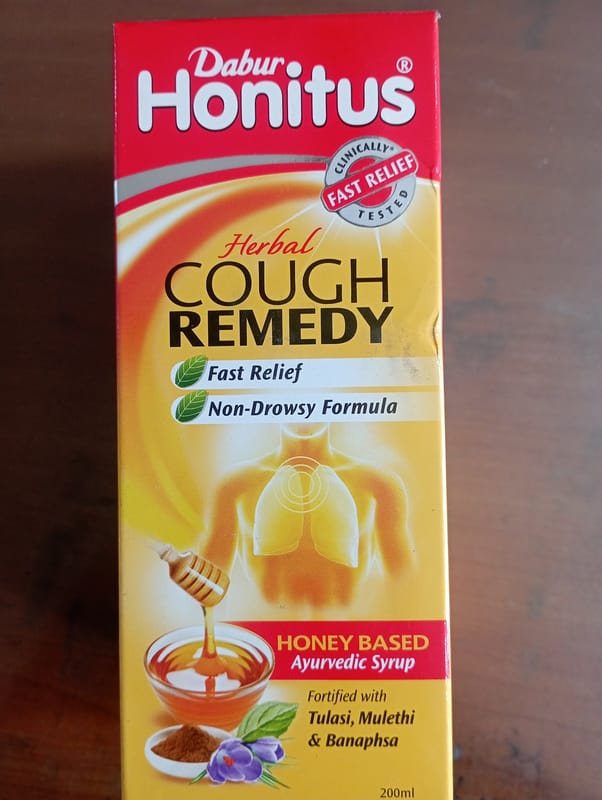 Dabur
Honitus®
CLINICALLY*
FAST RELIEF
TESTED
Herbal
COUGH
REMEDY
Fast Relief
Non-Drowsy Formula
HONEY BASED
Ayurvedic Syrup
Fortified with
Tulasi, Mulethi
& Banaphsa
200ml